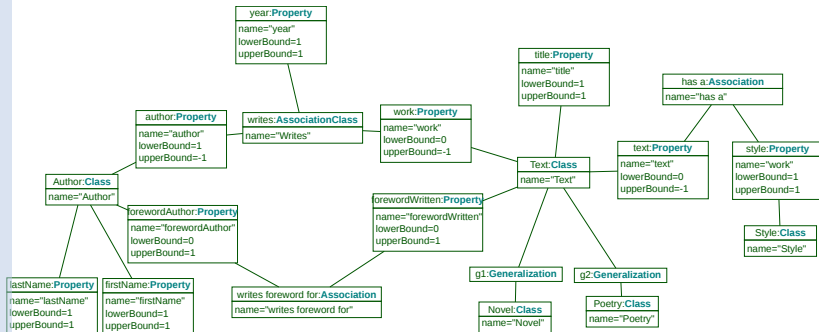 year:Property
name="year"
lowerBound=1
upperBound=1
title:Property
name="title"
lowerBound=1
upperBound=1
has a:Association
name="has a"
author:Property
name="author"
lowerBound=1
upperBound=-1
writes:AssociationClass
name="Writes"
work:Property
name="work"
lowerBound=0
upperBound=-1
text:Property
name="text"
lowerBound=0
upperBound=-1
style:Property
name="work"
lowerBound=1
upperBound=1
Text:Class
name="Text"
Author:Class
name="Author"
forewordAuthor:Property
name="forewordAuthor"
lowerBound=0
upperBound=1
forewordWritten:Property
name="forewordWritten"
lowerBound=0
upperBound=1
Style:Class
name="Style"
lastName:Property
name="lastName"
lowerBound=1
upperBound=1
firstName:Property
name="firstName"
lowerBound=1
upperBound=1
writes foreword for:Association
name="writes foreword for"
g1:Generalization
g2:Generalization
Novel:Class
name="Novel"
Poetry:Class
name="Poetry"